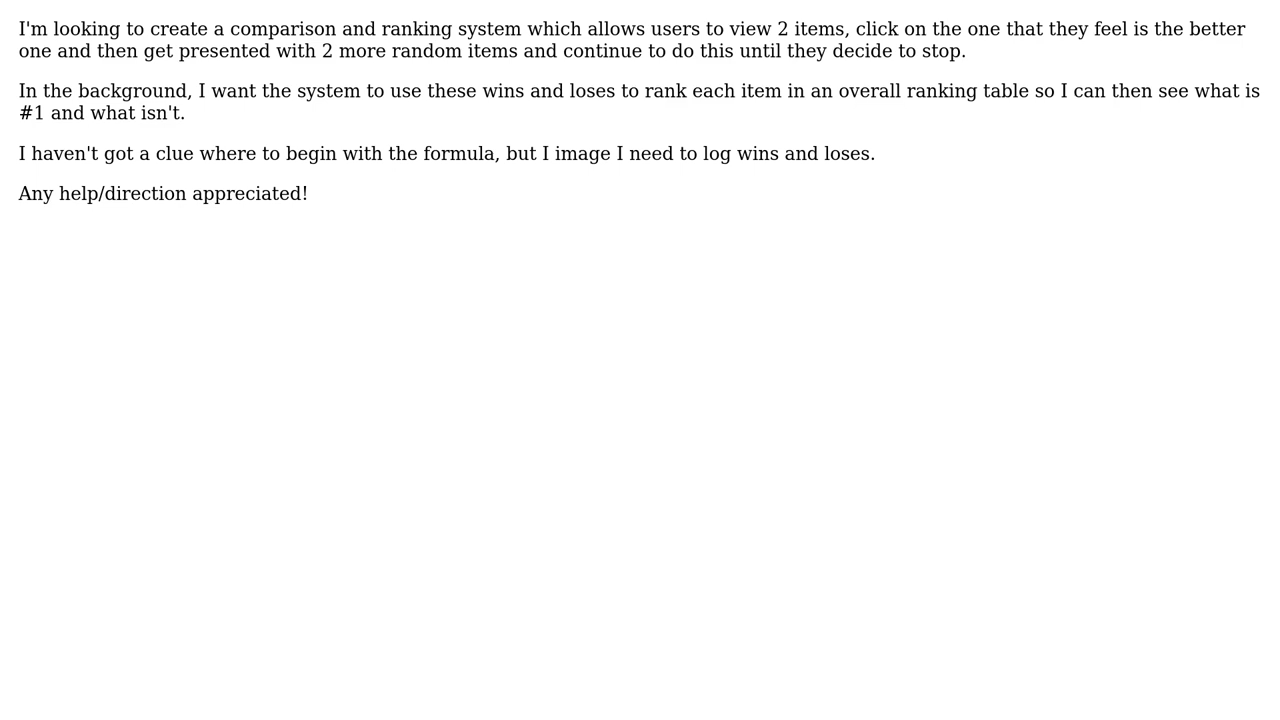 I'm looking to create a comparison and ranking system which allows users to view 2 items, click on the one that they feel is the better
one and then get presented with 2 more random items and continue to do this until they decide to stop.
In the background, I want the system to use these wins and loses to rank each item in an overall ranking table so I can then see what is
#1 and what isn't.
I haven't got a clue where to begin with the formula, but I image I need to log wins and loses.
Any help/direction appreciated!